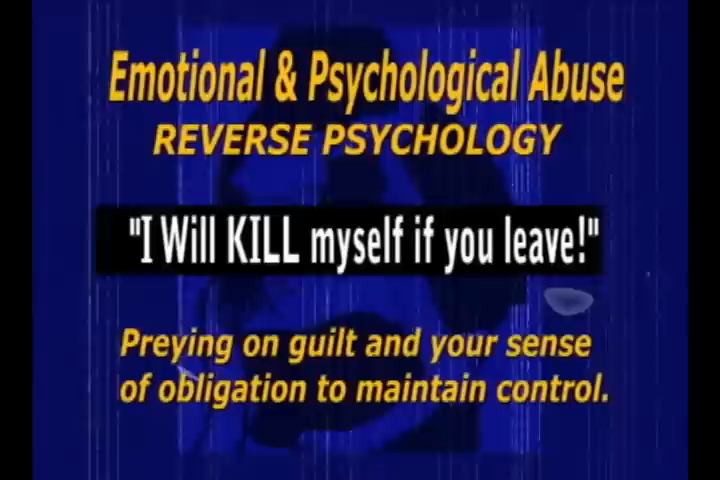 Emotional & Psychological Abuse
REVERSE PSYCHOLOGY
"I Will KILL myself if you leave!"
Preying on guilt and your sense
of obligation to maintain control.